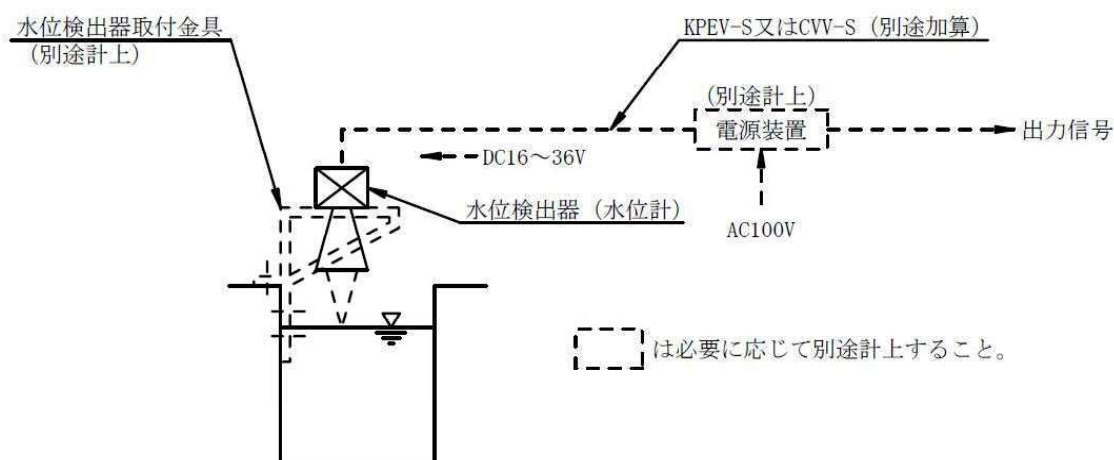 水位検出器取付金具
(別途計上)
KPEV-S又はCVV-S（別途加算）
(別途計上)
電源装置
出力信号
DC16～36V
水位検出器（水位計）
AC100V
は必要に応じて別途計上すること。